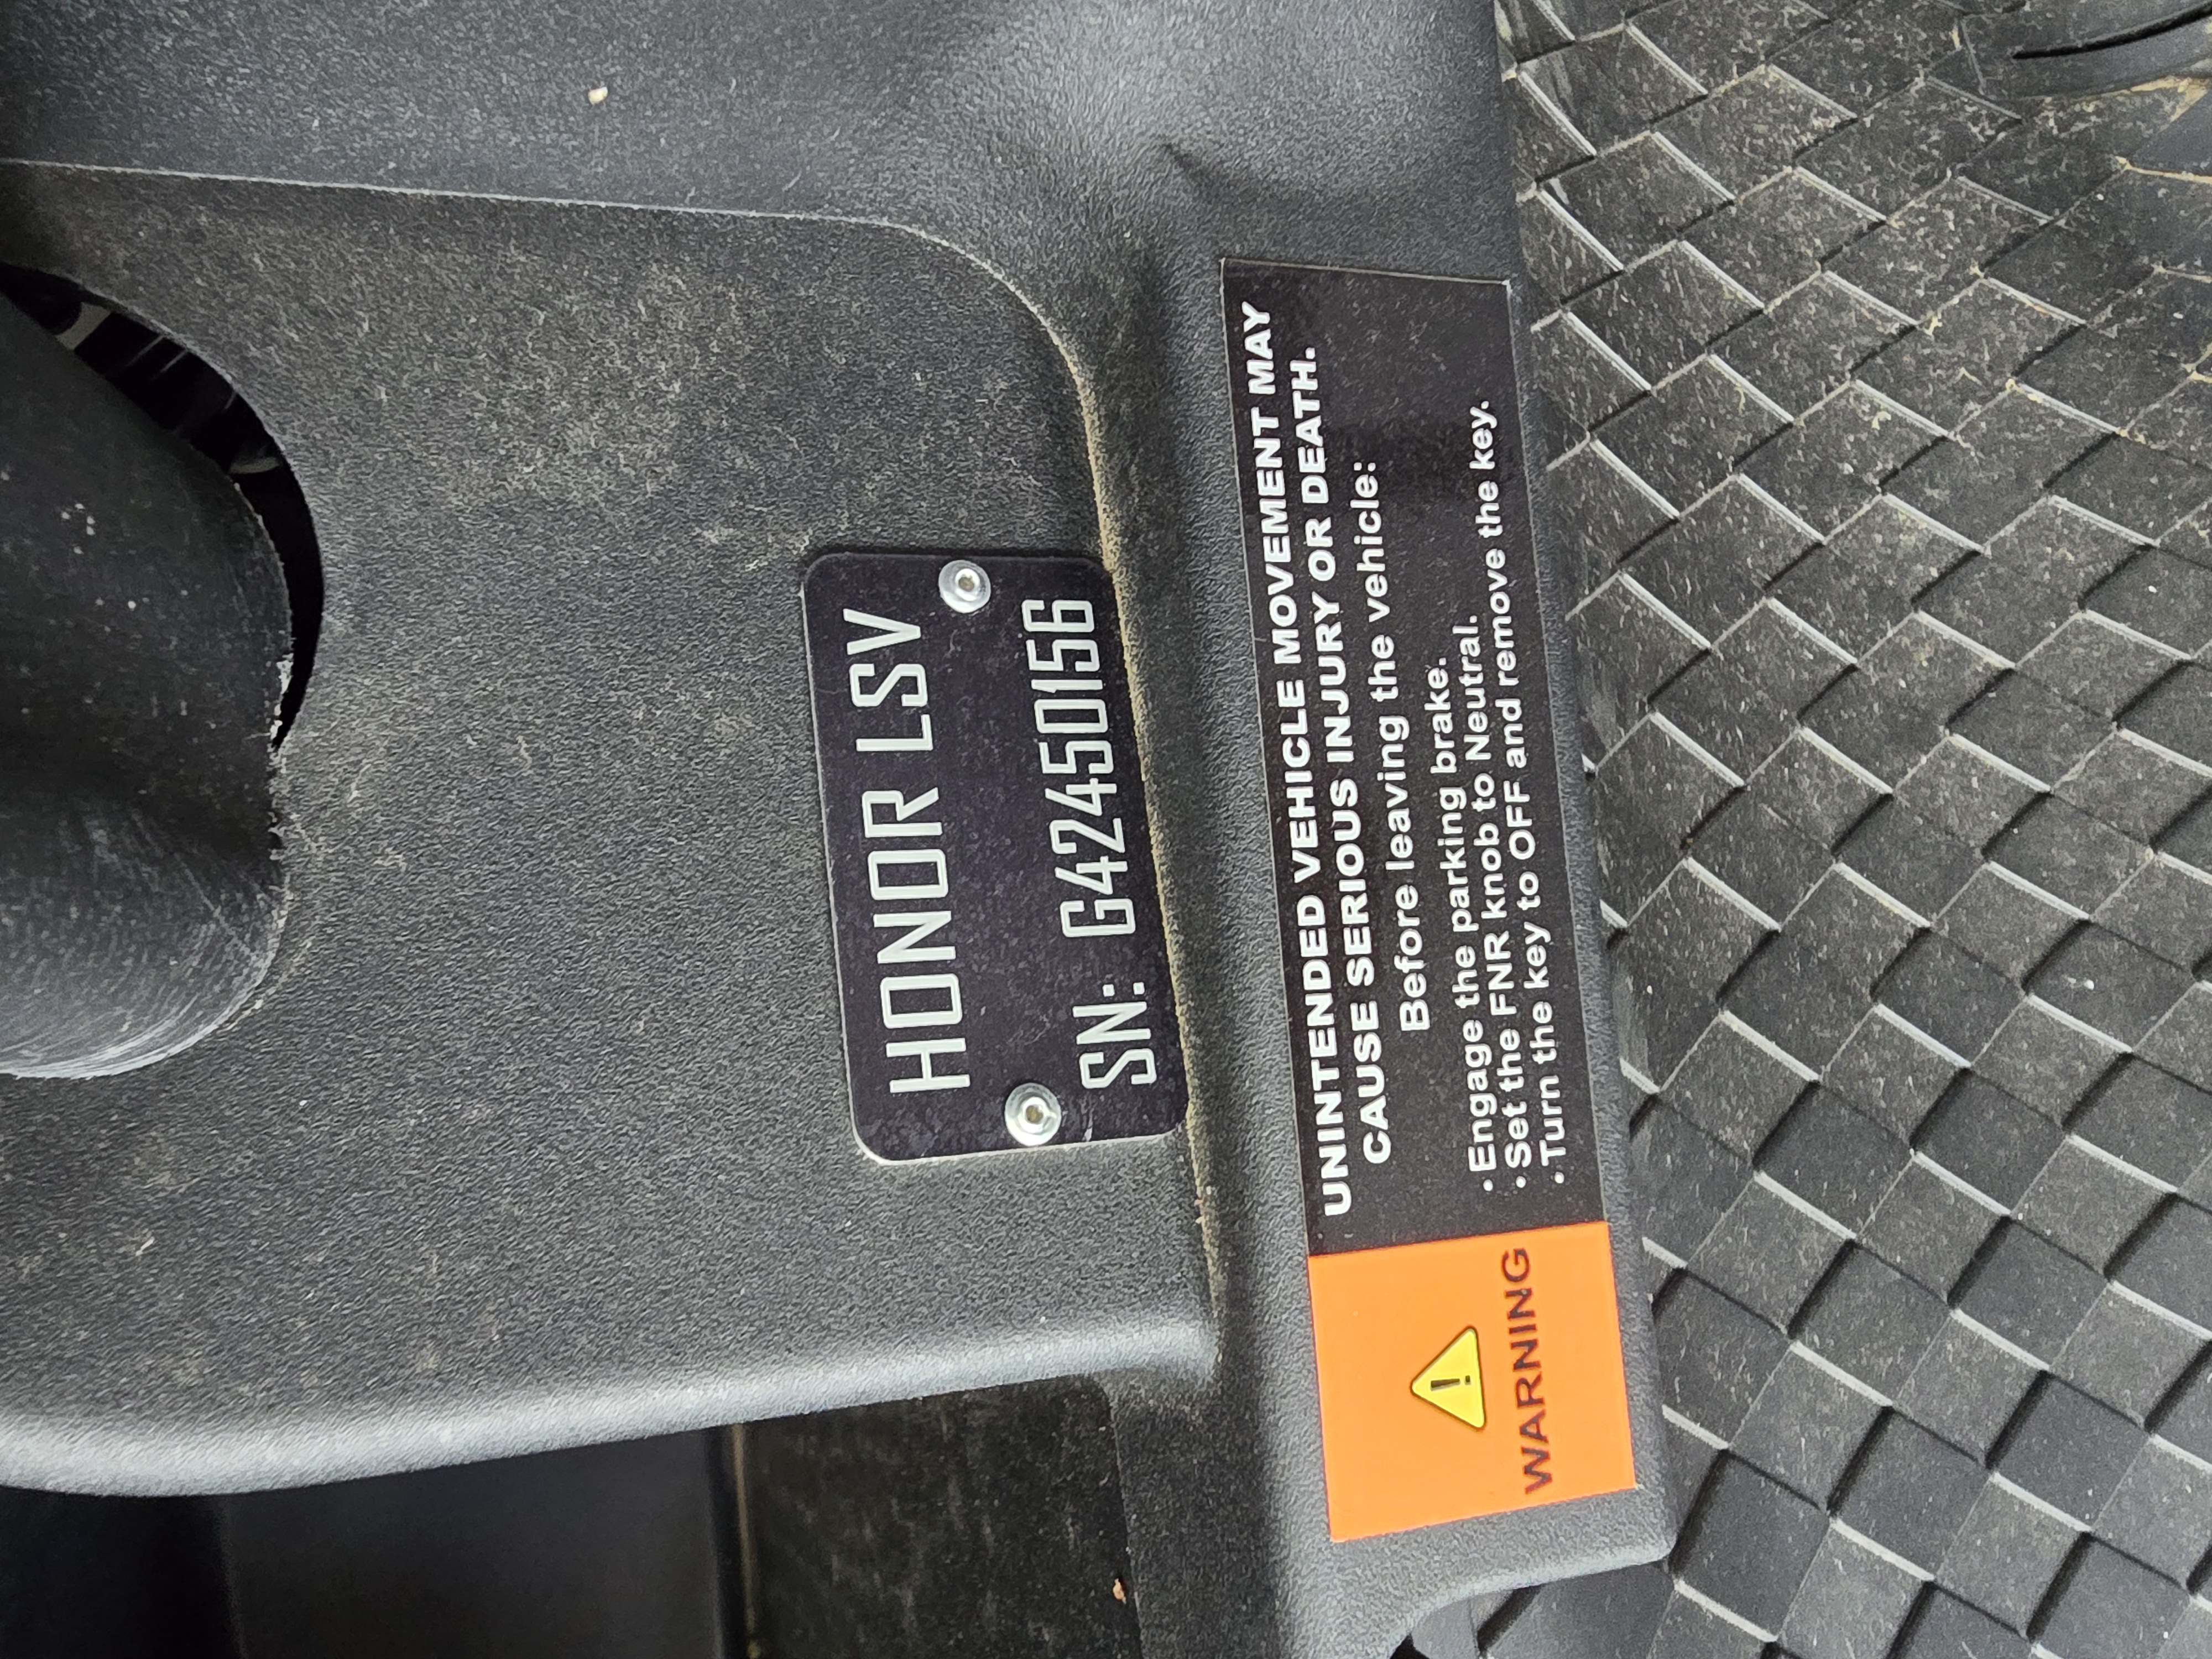 HONOR LSV
SN: G42450156
UNINTENDED VEHICLE MOVEMENT MAY
CAUSE SERIOUS INJURY OR DEATH.
Before leaving the vehicle:
• Engage the parking brake.
• Set the FNR knob to Neutral.
• Turn the key to OFF and remove the key.
WARNING